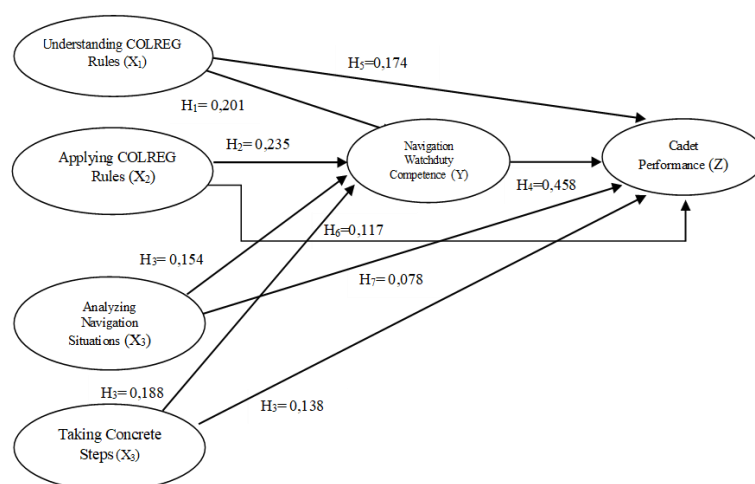 Understanding COLREG
Rules (X₁)
H₅=0,174
H₁= 0,201
Applying COLREG
Rules (X₂)
H₂= 0,235
Navigation
Watchduty
Competence (Y)
Cadet
Performance (Z)
H₄=0,458
H₆=0,117
H₃= 0,154
H₇= 0,078
Analyzing
Navigation
Situations (X₃)
H₃= 0,188
H₃= 0,138
Taking Concrete
Steps (X₃)